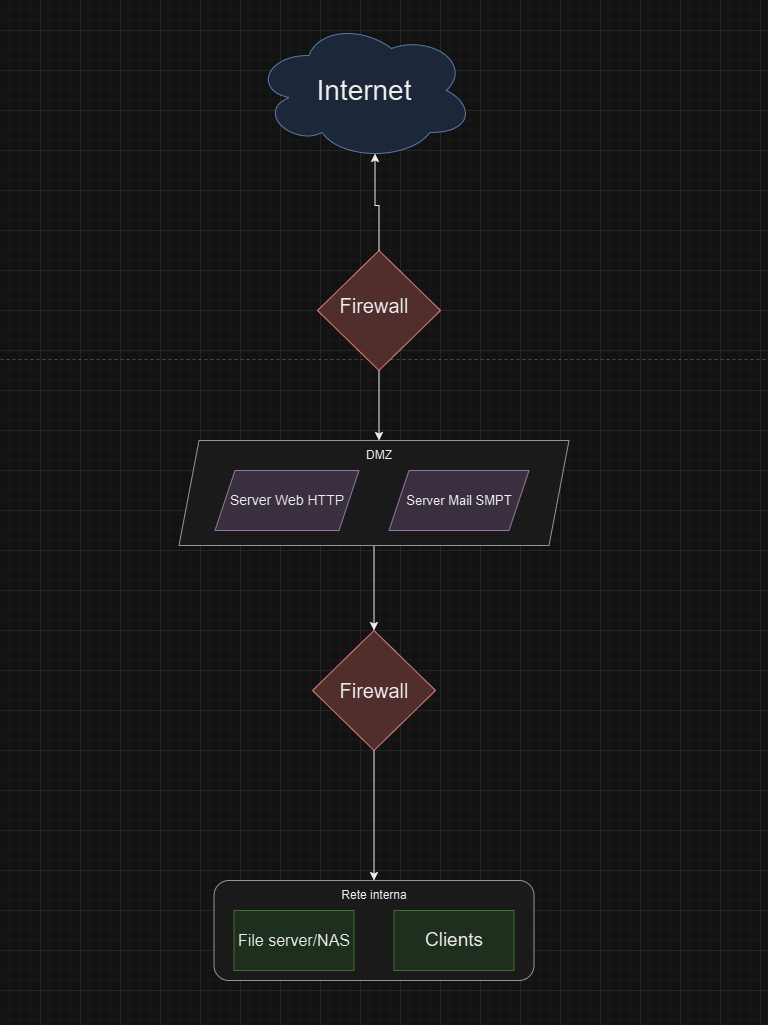 Internet
Firewall
DMZ
Server Web HTTP
Server Mail SMPT
Firewall
Rete interna
File server/NAS
Clients